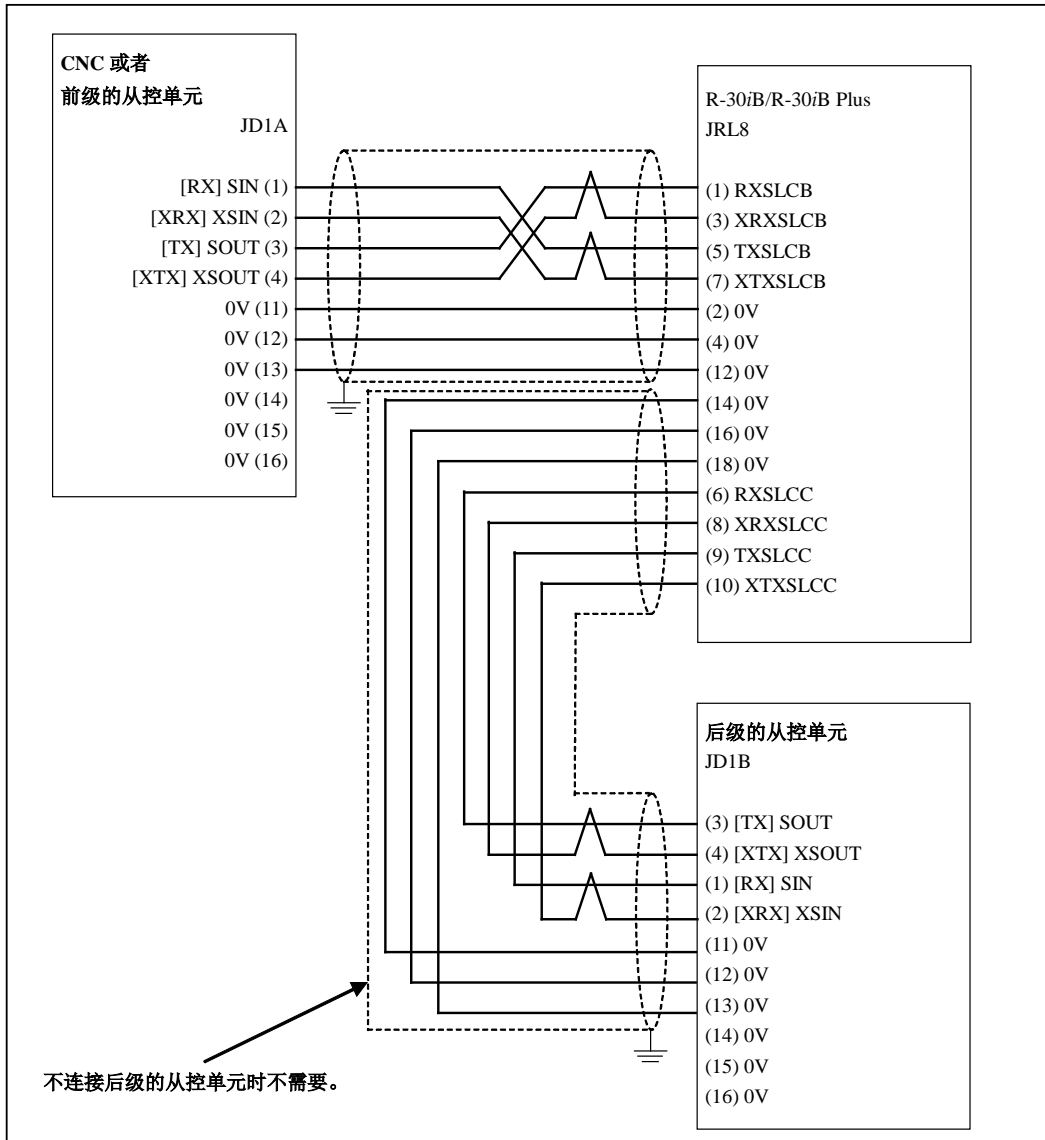 CNC 或者
前级的从控单元
JD1A
[RX] SIN (1)
[XRX] XSIN (2)
[TX] SOUT (3)
[XTX] XSOUT (4)
0V (11)
0V (12)
0V (13)
0V (14)
0V (15)
0V (16)
R-30iB/R-30iB Plus
JRL8
(1) RXSLCB
(3) XRXSLCB
(5) TXSLCB
(7) XTXSLCB
(2) 0V
(4) 0V
(12) 0V
(14) 0V
(16) 0V
(18) 0V
(6) RXSLCC
(8) XRXSLCC
(9) TXSLCC
(10) XTXSLCC
后级的从控单元
JD1B
(3) [TX] SOUT
(4) [XTX] XSOUT
(1) [RX] SIN
(2) [XRX] XSIN
(11) 0V
(12) 0V
(13) 0V
(14) 0V
(15) 0V
(16) 0V
不连接后级的从控单元时不需要。